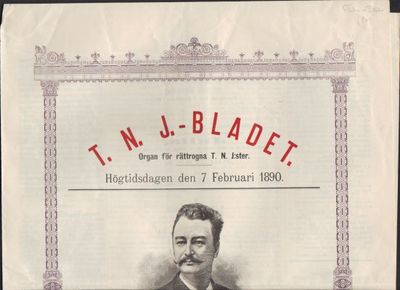 T. N. J.-BLADET.
Organ för rättrogna T. N. J:ster.
Högtidsdagen den 7 Februari 1890.